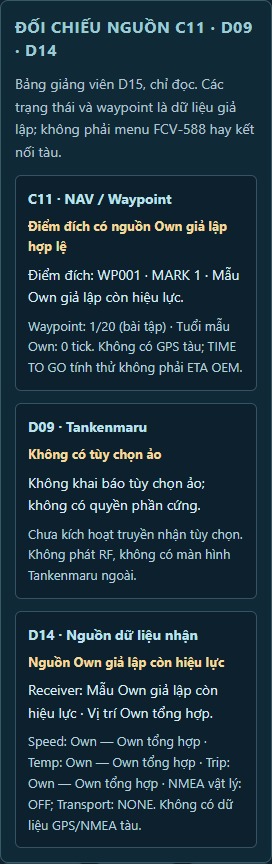 ĐỐI CHIẾU NGUỒN C11 · D09
· D14
Bảng giảng viên D15, chỉ đọc. Các
trạng thái và waypoint là dữ liệu giả
lập; không phải menu FCV-588 hay kết
nối tàu.
C11 · NAV / Waypoint
Điểm đích có nguồn Own giả lập
hợp lệ
Điểm đích: WP001 · MARK 1 · Mẫu
Own giả lập còn hiệu lực.
Waypoint: 1/20 (bài tập) · Tuổi mẫu
Own: 0 tick. Không có GPS tàu; TIME
TO GO tính thử không phải ETA OEM.
D09 · Tankenmaru
Không có tùy chọn ảo
Không khai báo tùy chọn ảo;
không có quyền phần cứng.
Chưa kích hoạt truyền nhận tùy chọn.
Không phát RF, không có màn hình
Tankenmaru ngoài.
D14 · Nguồn dữ liệu nhận
Nguồn Own giả lập còn hiệu lực
Receiver: Mẫu Own giả lập còn
hiệu lực · Vị trí Own tổng hợp.
Speed: Own — Own tổng hợp ·
Temp: Own — Own tổng hợp · Trip:
Own — Own tổng hợp · NMEA vật lý:
OFF; Transport: NONE. Không có dữ
liệu GPS/NMEA tàu.